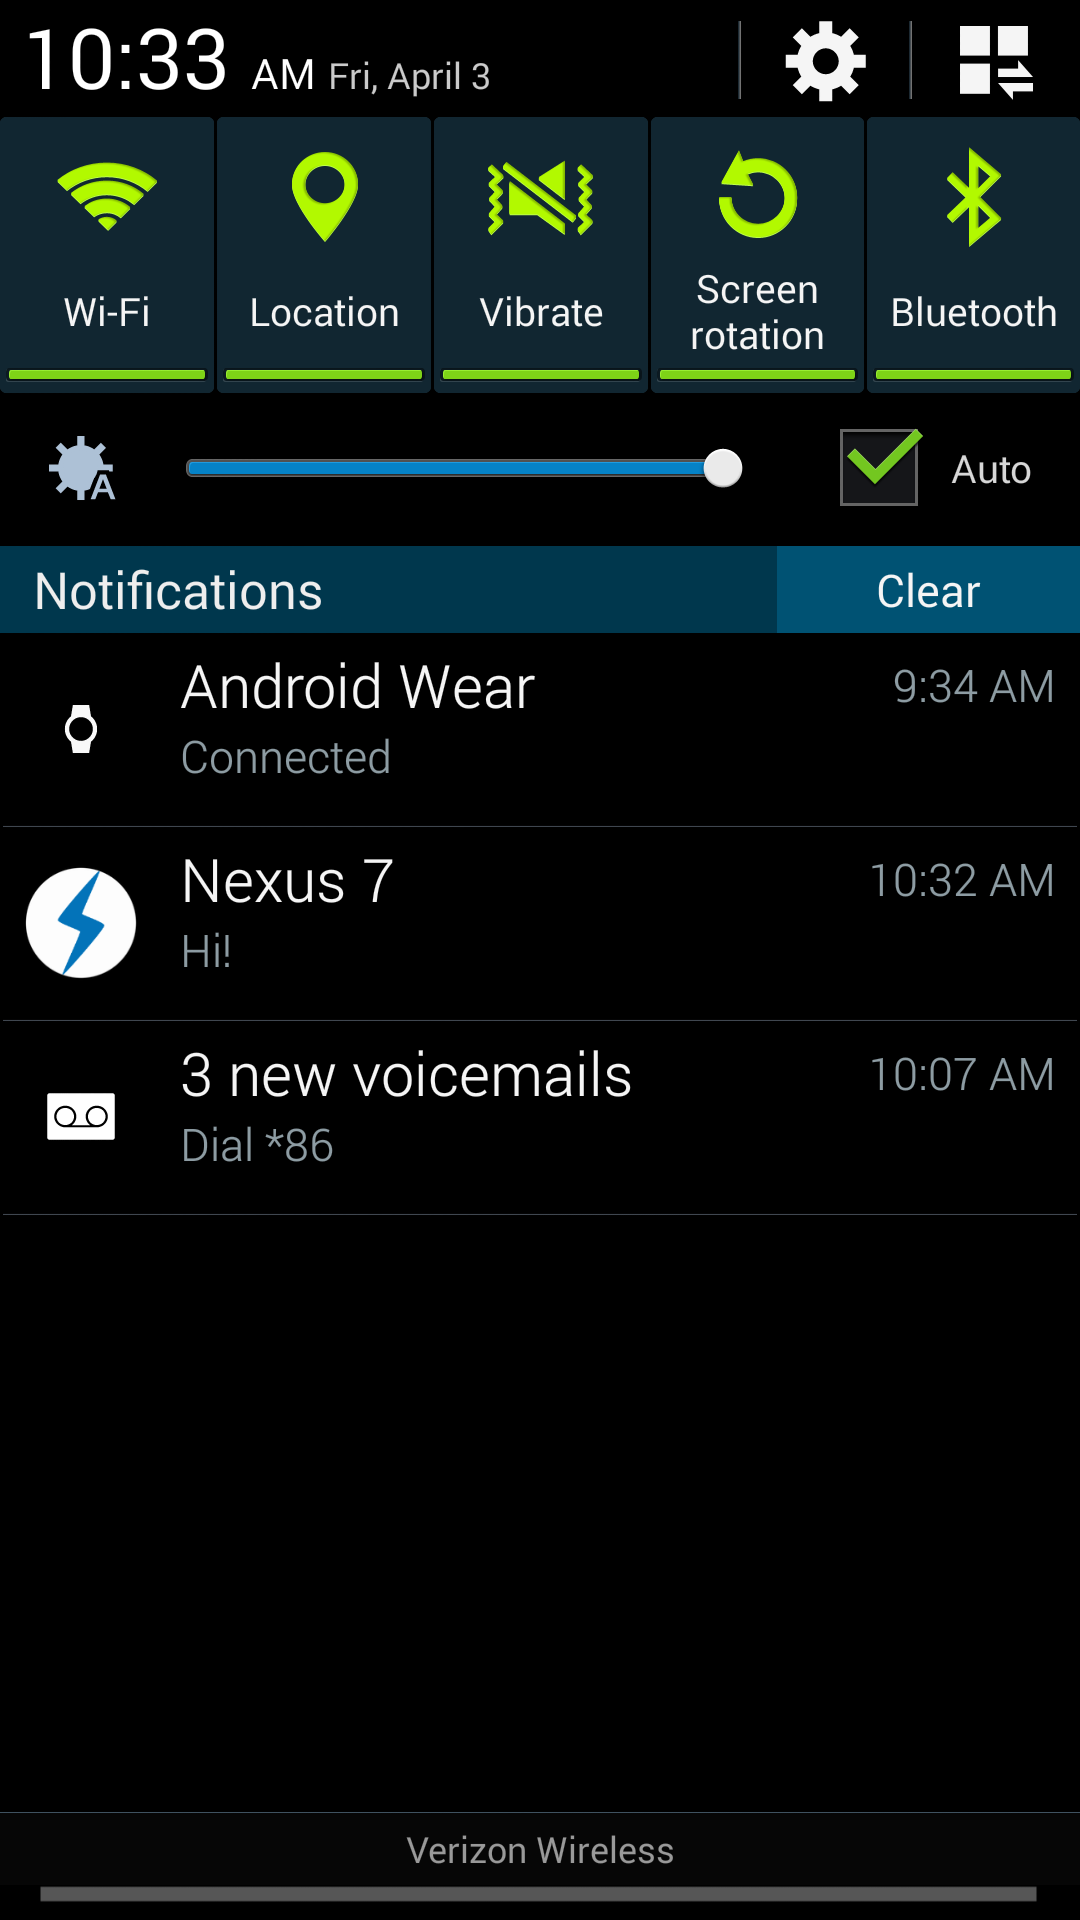 10:33 AM Fri, April 3
Wi-Fi
Location
Vibrate
Screen
rotation
Bluetooth
A
Auto
Notifications
Clear
Android Wear
9:34 AM
Connected
Nexus 7
10:32 AM
Hi!
3 new voicemails
10:07 AM
Dial *86
Verizon Wireless